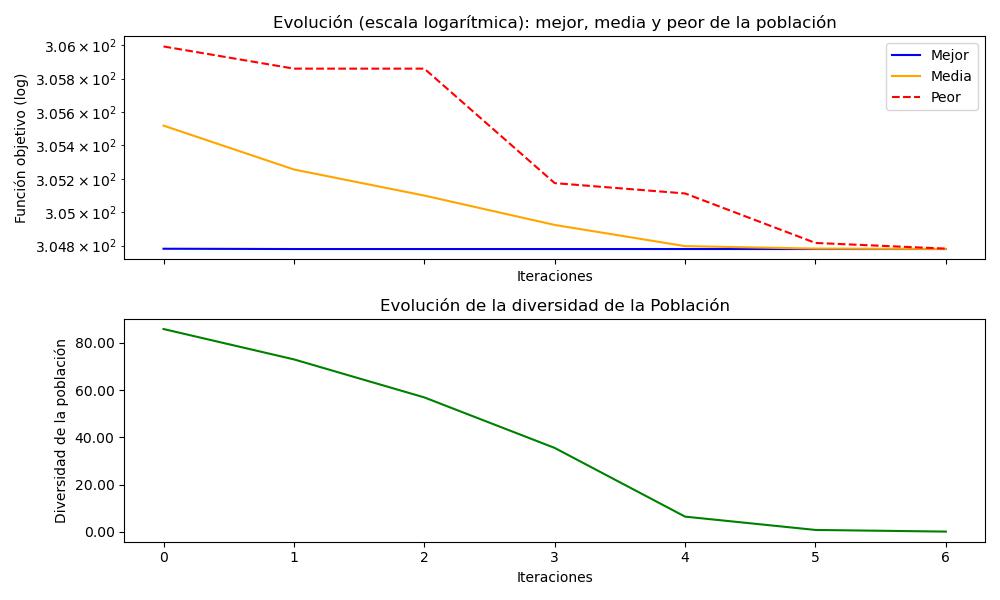 Evolución (escala logarítmica): mejor, media y peor de la población
3.06 × 10²
3.058 × 10²
3.056 × 10²
3.054 × 10²
3.052 × 10²
3.05 × 10²
3.048 × 10²
Función objetivo (log)
Mejor
Media
Peor
Iteraciones
Evolución de la diversidad de la Población
80.00
60.00
40.00
20.00
0.00
Diversidad de la población
0 1 2 3 4 5 6
Iteraciones